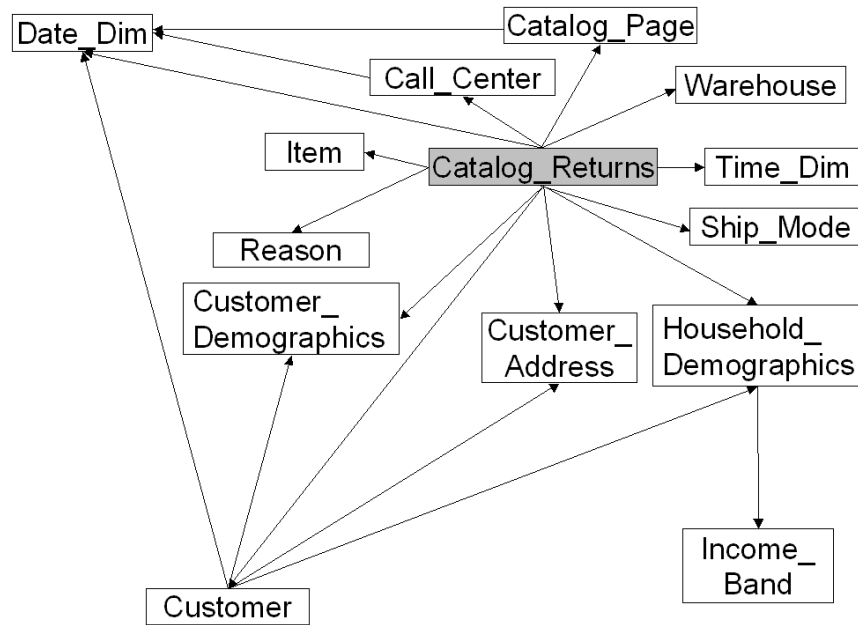 Date_Dim
Catalog_Page
Call_Center
Warehouse
Item
Catalog_Returns
Time_Dim
Ship_Mode
Reason
Customer_
Demographics
Customer_
Address
Household_
Demographics
Income_
Band
Customer